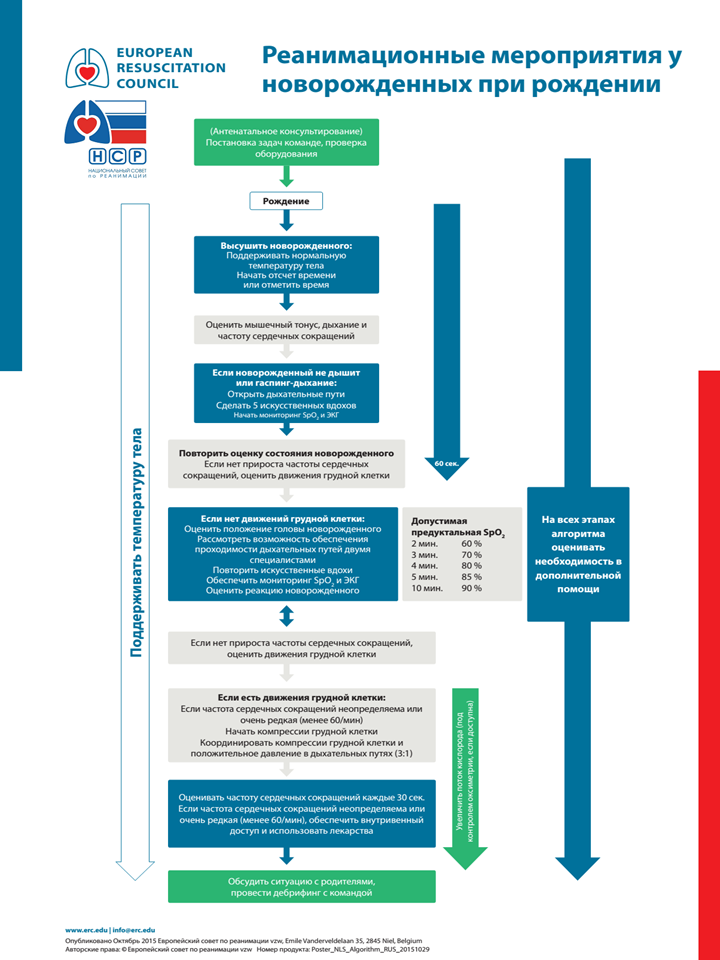 EUROPEAN
RESUSCITATION
COUNCIL
НСР
НАЦИОНАЛЬНЫЙ СОВЕТ
ПО РЕАНИМАЦИИ
Реанимационные мероприятия у
новорожденных при рождении
(Антенатальное консультирование)
Постановка задач команде, проверка
оборудования
Рождение
Высушить новорожденного:
Поддерживать нормальную
температуру тела
Начать отсчет времени
или отметить время
Оценить мышечный тонус, дыхание и
частоту сердечных сокращений
Если новорожденный не дышит
или гаспинг-дыхание:
Открыть дыхательные пути
Сделать 5 искусственных вдохов
Начать мониторинг SpO₂ и ЭКГ
Повторить оценку состояния новорожденного
Если нет прироста частоты сердечных
сокращений, оценить движения грудной клетки
60 сек.
Если нет движений грудной клетки:
Оценить положение головы новорожденного
Рассмотреть возможность обеспечения
проходимости дыхательных путей двумя
специалистами
Повторить искусственные вдохи
Обеспечить мониторинг SpO₂ и ЭКГ
Оценить реакцию новорожденного
Допустимая
предуктальная SpO₂
2 мин. 60 %
3 мин. 70 %
4 мин. 80 %
5 мин. 85 %
10 мин. 90 %
На всех этапах
алгоритма
оценивать
необходимость в
дополнительной
помощи
Поддерживать температуру тела
Если нет прироста частоты сердечных сокращений,
оценить движения грудной клетки
Если есть движения грудной клетки:
Если частота сердечных сокращений неопределяема или
очень редкая (менее 60/мин)
Начать компрессии грудной клетки
Координировать компрессии грудной клетки и
положительное давление в дыхательных путях (3:1)
Увеличить поток кислорода (под
контролем оксиметрии, если доступна)
Оценивать частоту сердечных сокращений каждые 30 сек.
Если частота сердечных сокращений неопределяема или
очень редкая (менее 60/мин), обеспечить внутривенный
доступ и использовать лекарства
Обсудить ситуацию с родителями,
провести дебрифинг с командой
www.erc.edu | info@erc.edu
Опубликовано Октябрь 2015 Европейский совет по реанимации vzw, Emile Vanderveldelaan 35, 2845 Niel, Belgium
Авторские права: © Европейский совет по реанимации vzw Номер продукта: Poster_NLS_Algorithm_RUS_20151029